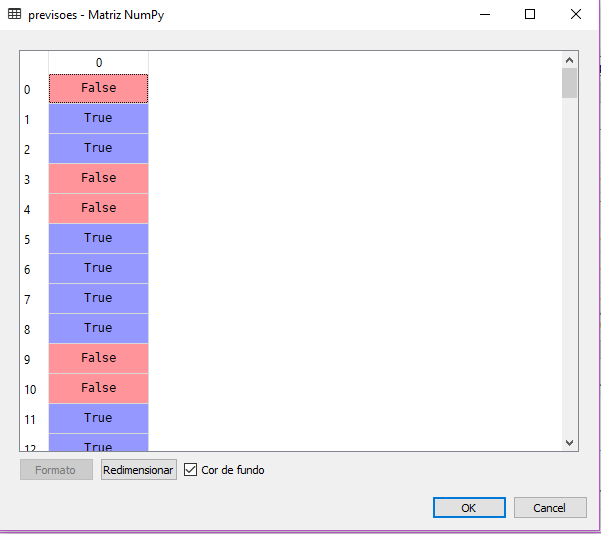 previsoes - Matriz NumPy
0
0 False
1 True
2 True
3 False
4 False
5 True
6 True
7 True
8 True
9 False
10 False
11 True
12 True
Formato Redimensionar Cor de fundo
OK Cancel